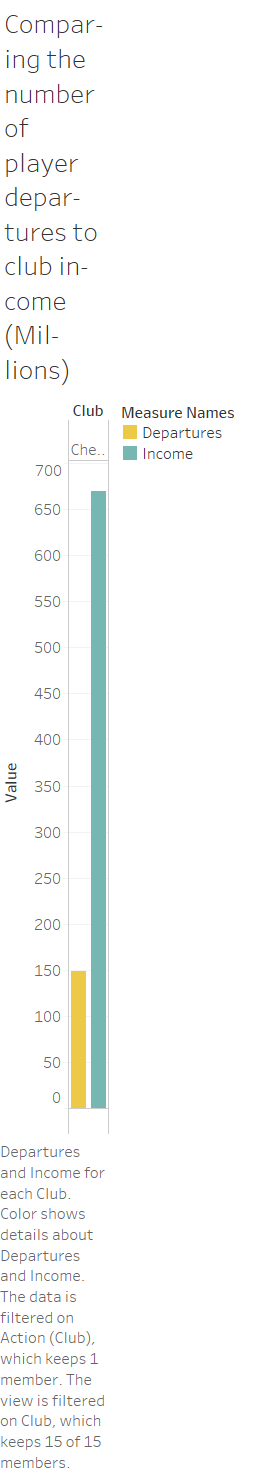 Compar-
ing the
number
of
player
depar-
tures to
club in-
come
(Mil-
lions)
Club
Measure Names
Departures
Income
Che..
700
650
600
550
500
450
400
350
300
250
200
150
100
50
0
Value
Departures
and Income for
each Club.
Color shows
details about
Departures
and Income.
The data is
filtered on
Action (Club),
which keeps 1
member. The
view is filtered
on Club, which
keeps 15 of 15
members.